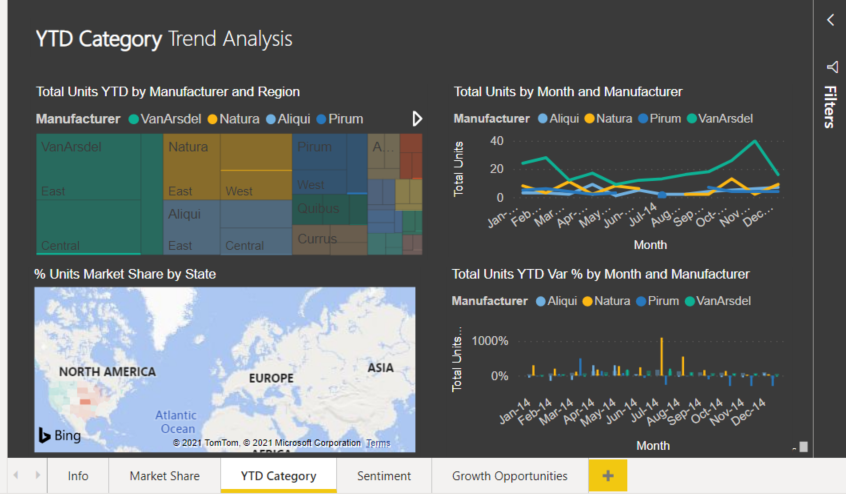 YTD Category Trend Analysis
Filters
Total Units YTD by Manufacturer and Region
Manufacturer VanArsdel Natura Aliqui Pirum
VanArsdel
East
Central
Natura
East
West
Aliqui
East
Central
Pirum
West
Quibus
Currus
A...
Total Units by Month and Manufacturer
Manufacturer Aliqui Natura Pirum VanArsdel
Total Units
40
20
0
Jan-... Feb... Mar... Apr... May... Jun-... Jul-14 Aug... Sep... Oct-... Nov... Dec...
Month
% Units Market Share by State
NORTH AMERICA
EUROPE
ASIA
Atlantic
Ocean
AFRICA
Bing
© 2021 TomTom, © 2021 Microsoft Corporation Terms
Total Units YTD Var % by Month and Manufacturer
Manufacturer Aliqui Natura Pirum VanArsdel
Total Units...
1000%
0%
Jan-14 Feb-14 Mar-14 Apr-14 May-14 Jun-14 Jul-14 Aug-14 Sep-14 Oct-14 Nov-14 Dec-14
Month
Info Market Share YTD Category Sentiment Growth Opportunities +